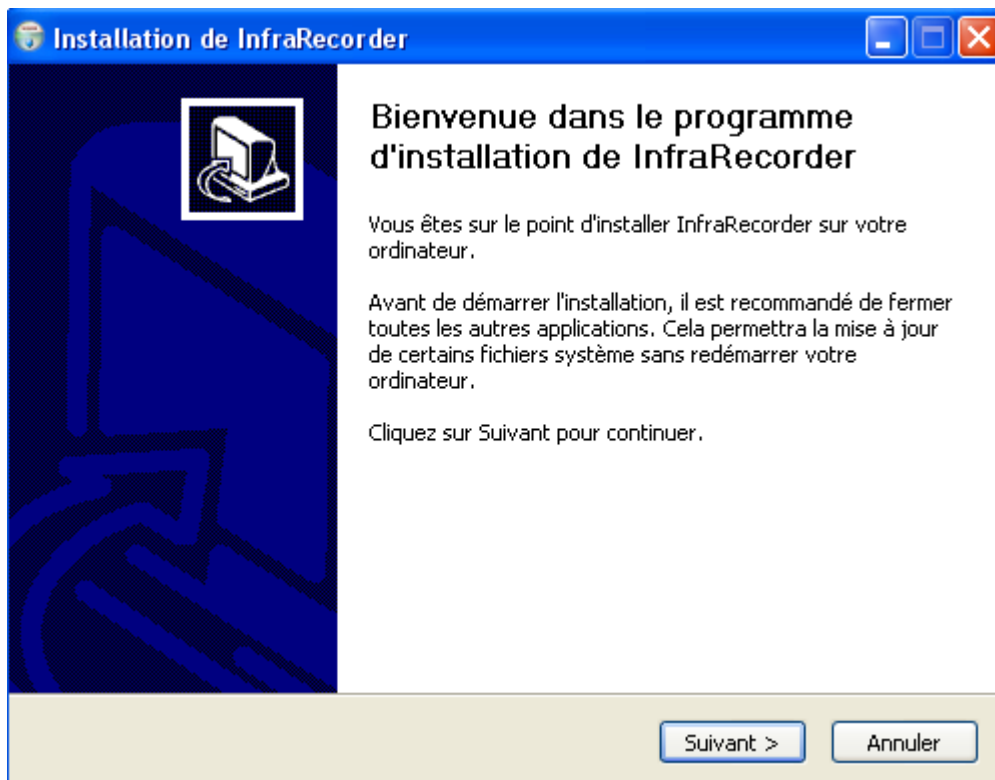 Installation de InfraRecorder
Bienvenue dans le programme
d'installation de InfraRecorder
Vous êtes sur le point d'installer InfraRecorder sur votre
ordinateur.
Avant de démarrer l'installation, il est recommandé de fermer
toutes les autres applications. Cela permettra la mise à jour
de certains fichiers système sans redémarrer votre
ordinateur.
Cliquez sur Suivant pour continuer.
Suivant >
Annuler